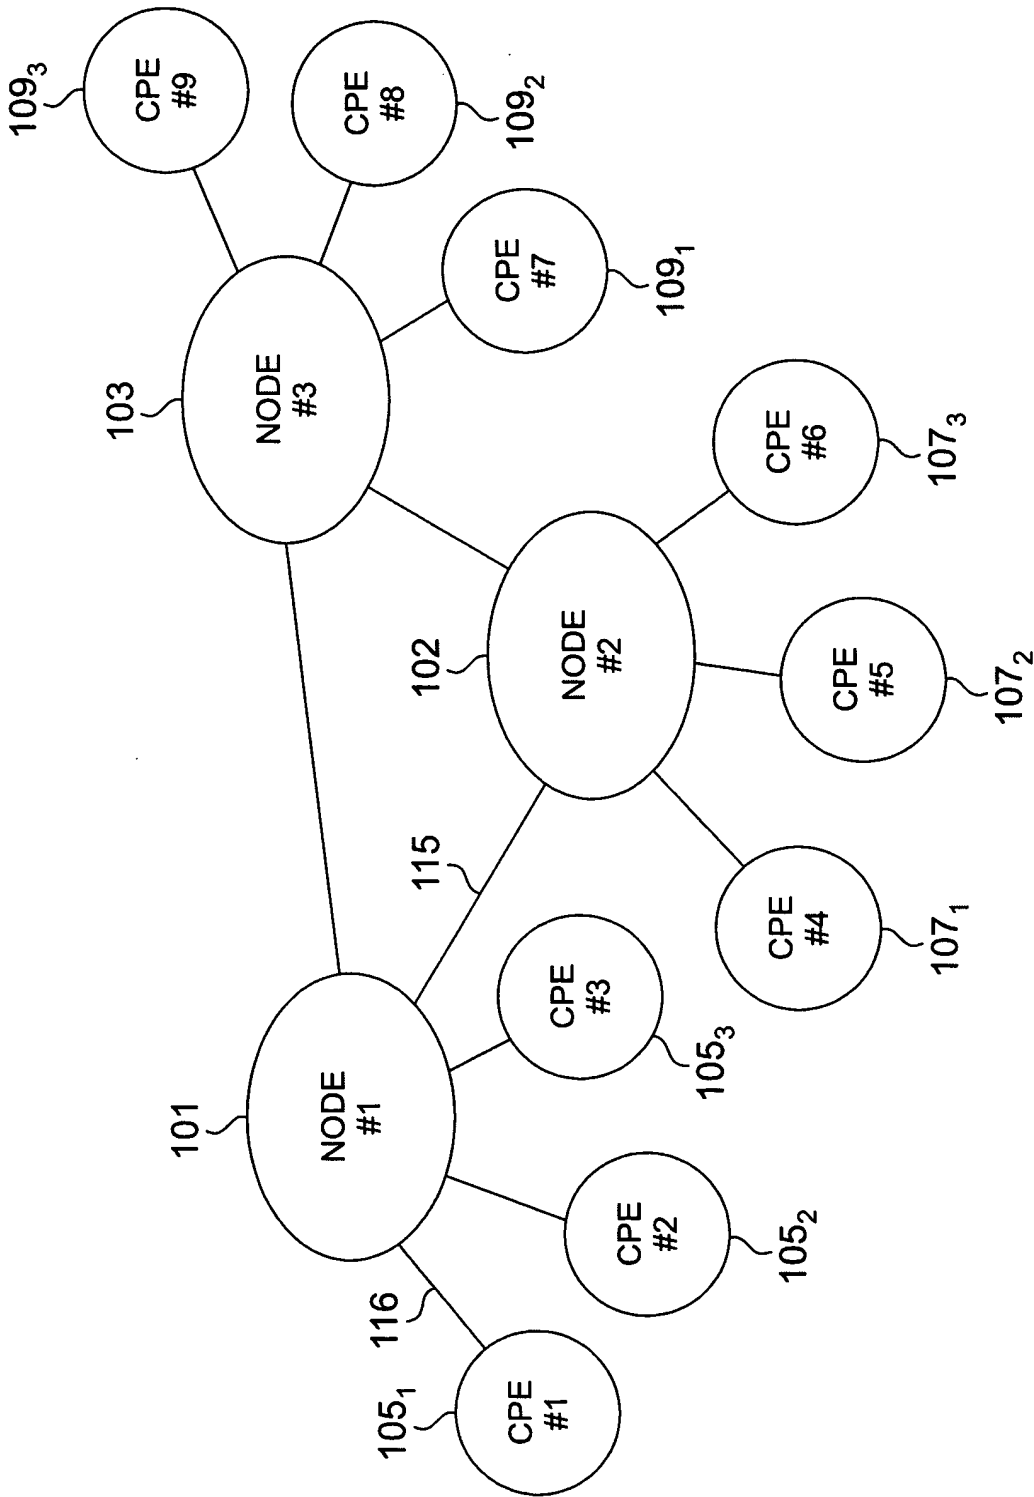 101
NODE
#1
102
NODE
#2
103
NODE
#3
115
116
105₁
CPE
#1
CPE
#2
105₂
CPE
#3
105₃
CPE
#4
107₁
CPE
#5
107₂
CPE
#6
107₃
CPE
#7
109₁
CPE
#8
109₂
109₃
CPE
#9